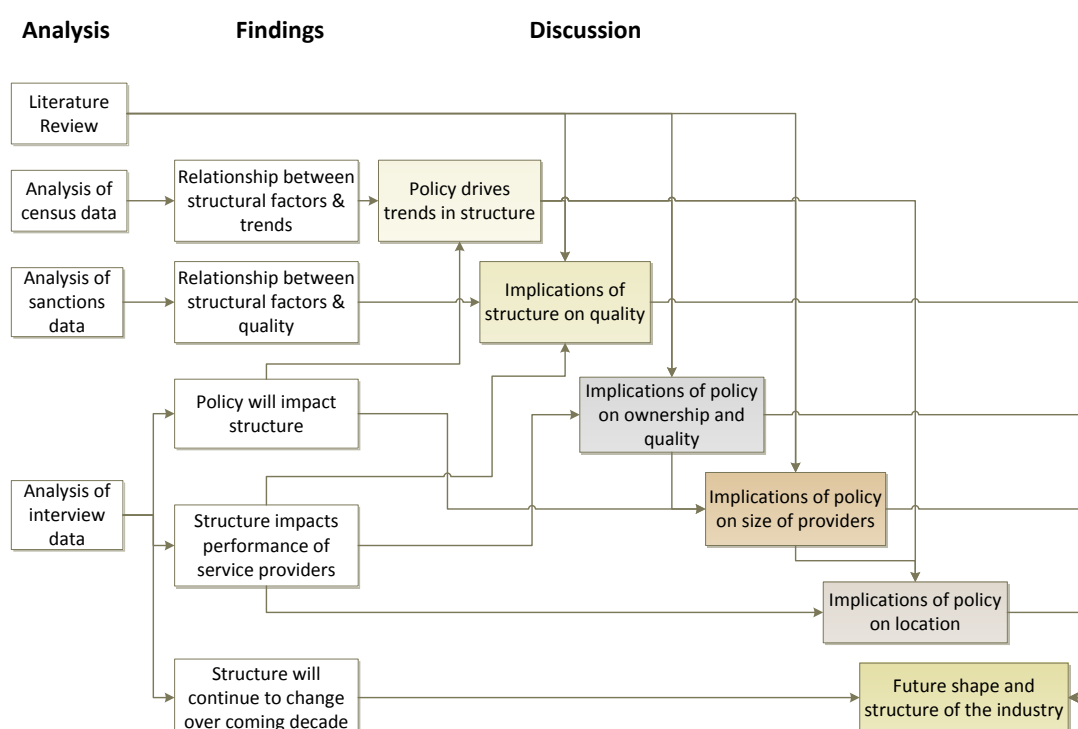 Analysis
Findings
Discussion
Literature
Review
Analysis of
census data
Relationship between
structural factors &
trends
Policy drives
trends in structure
Analysis of
sanctions
data
Relationship between
structural factors &
quality
Implications of
structure on quality
Policy will impact
structure
Implications of policy
on ownership and
quality
Analysis of
interview
data
Structure impacts
performance of
service providers
Implications of policy
on size of providers
Implications of policy
on location
Structure will
continue to change
over coming decade
Future shape and
structure of the industry